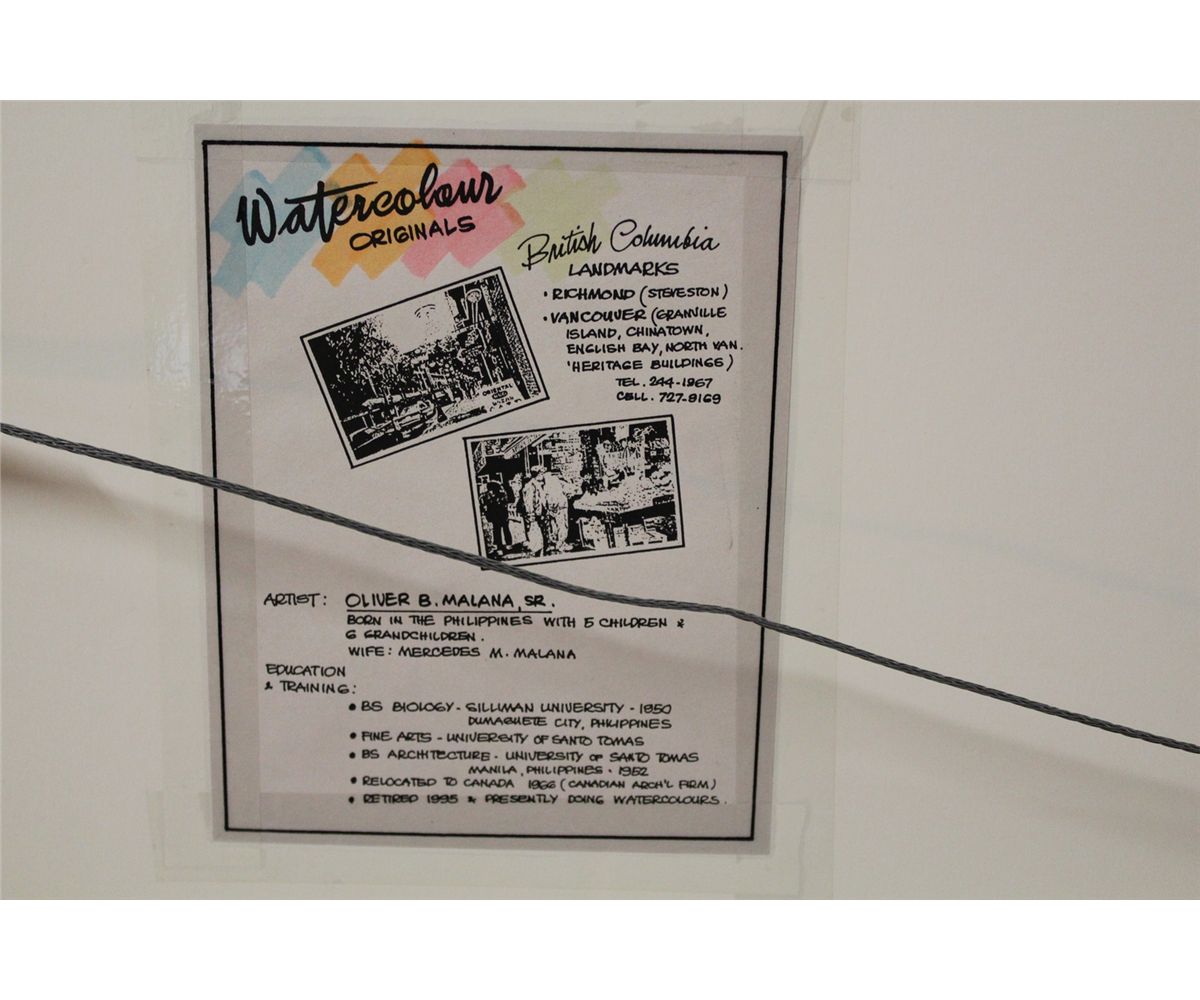 Watercolour
ORIGINALS
British Columbia
LANDMARKS
• RICHMOND (STEVESTON)
• VANCOUVER (GRANVILLE
ISLAND, CHINATOWN,
ENGLISH BAY, NORTH VAN.
'HERITAGE BUILDINGS)
TEL. 244-1967
CELL. 727-8169
ORIENTAL
ARTIST: OLIVER B. MALANA, SR.
BORN IN THE PHILIPPINES WITH 5 CHILDREN &
6 GRANDCHILDREN.
WIFE: MERCEDES M. MALANA
EDUCATION
& TRAINING:
• BS BIOLOGY - SILLIMAN UNIVERSITY - 1950
DUMAGUETE CITY, PHILIPPINES
• FINE ARTS - UNIVERSITY OF SANTO TOMAS
• BS ARCHITECTURE - UNIVERSITY OF SANTO TOMAS
MANILA, PHILIPPINES - 1952
• RELOCATED TO CANADA 1966 (CANADIAN ARCH'L FIRM)
• RETIRED 1995 & PRESENTLY DOING WATERCOLOURS.